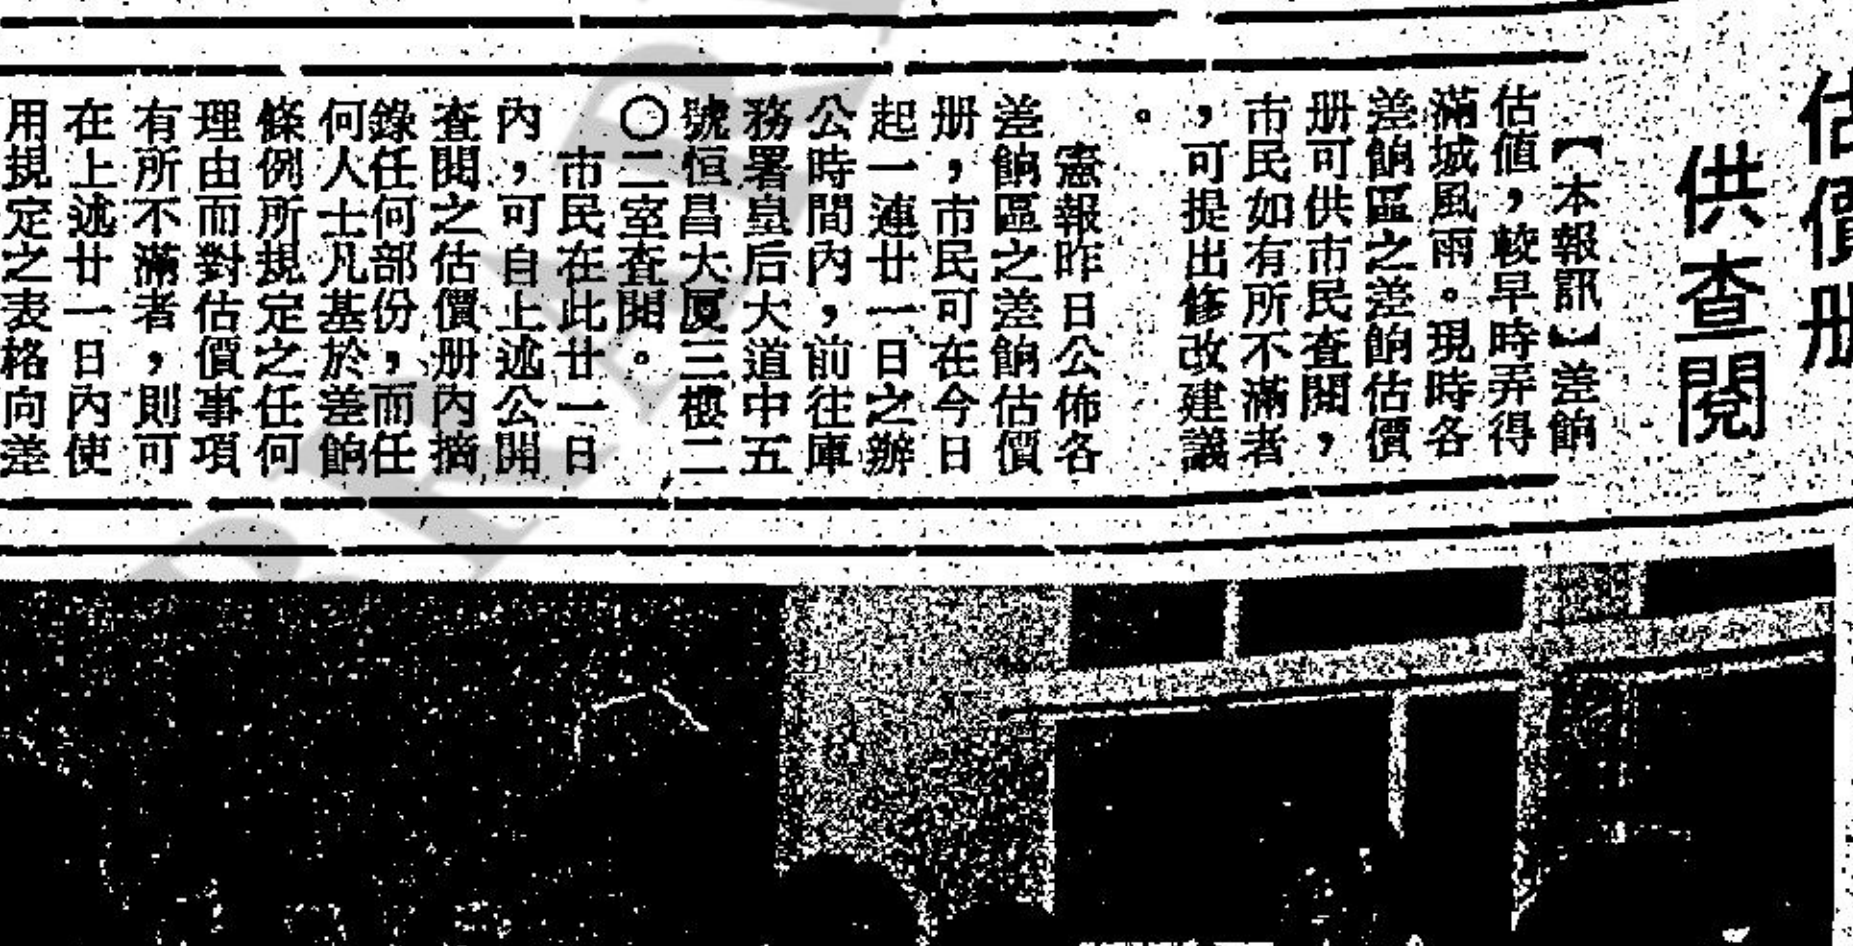 估價册
供查閱
【本報訊】差餉
估值，較早時弄得
滿城風雨。現時各
差餉區之差餉估價
册可供市民查閱，
市民如有所不滿者
，可提出修改建議
。
憲報昨日公佈各
差餉區之差餉估價
册，市民可在今日
起一連廿一日之辦
公時間內，前往庫
務署皇后大道中五
號恒昌大厦三樓二
〇二室查閱。
市民在此廿一日
內，可自上述公開
查閱之估價册內摘
錄任何部份，而任
何人士凡基於差餉
條例所規定之任何
理由而對估價事項
有所不滿者，則可
在上述廿一日內使
用規定之表格向差